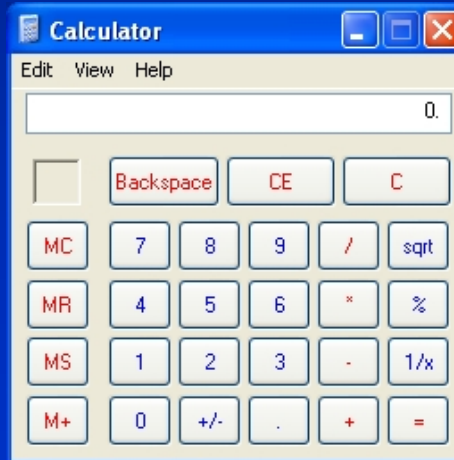 Calculator
Edit View Help
0.
Backspace CE C
MC 7 8 9 / sqrt
MR 4 5 6 * %
MS 1 2 3 - 1/x
M+ 0 +/- . + =